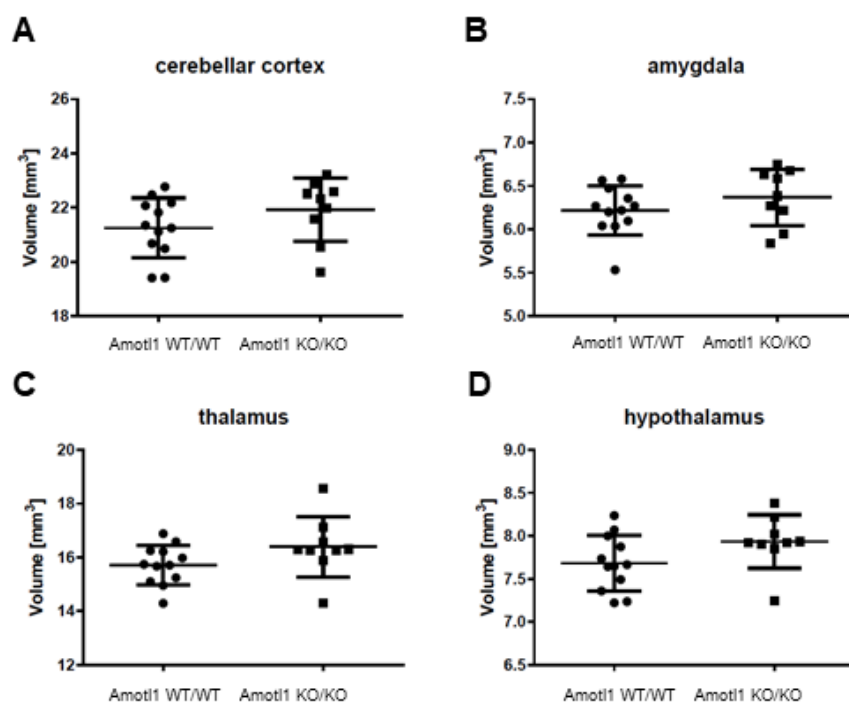 A
cerebellar cortex
Volume [mm³]
26
24
22
20
18
Amotl1 WT/WT Amotl1 KO/KO
B
amygdala
Volume [mm³]
7.5
7.0
6.5
6.0
5.5
5.0
Amotl1 WT/WT Amotl1 KO/KO
C
thalamus
Volume [mm³]
20
18
16
14
12
Amotl1 WT/WT Amotl1 KO/KO
D
hypothalamus
Volume [mm³]
9.0
8.5
8.0
7.5
7.0
6.5
Amotl1 WT/WT Amotl1 KO/KO